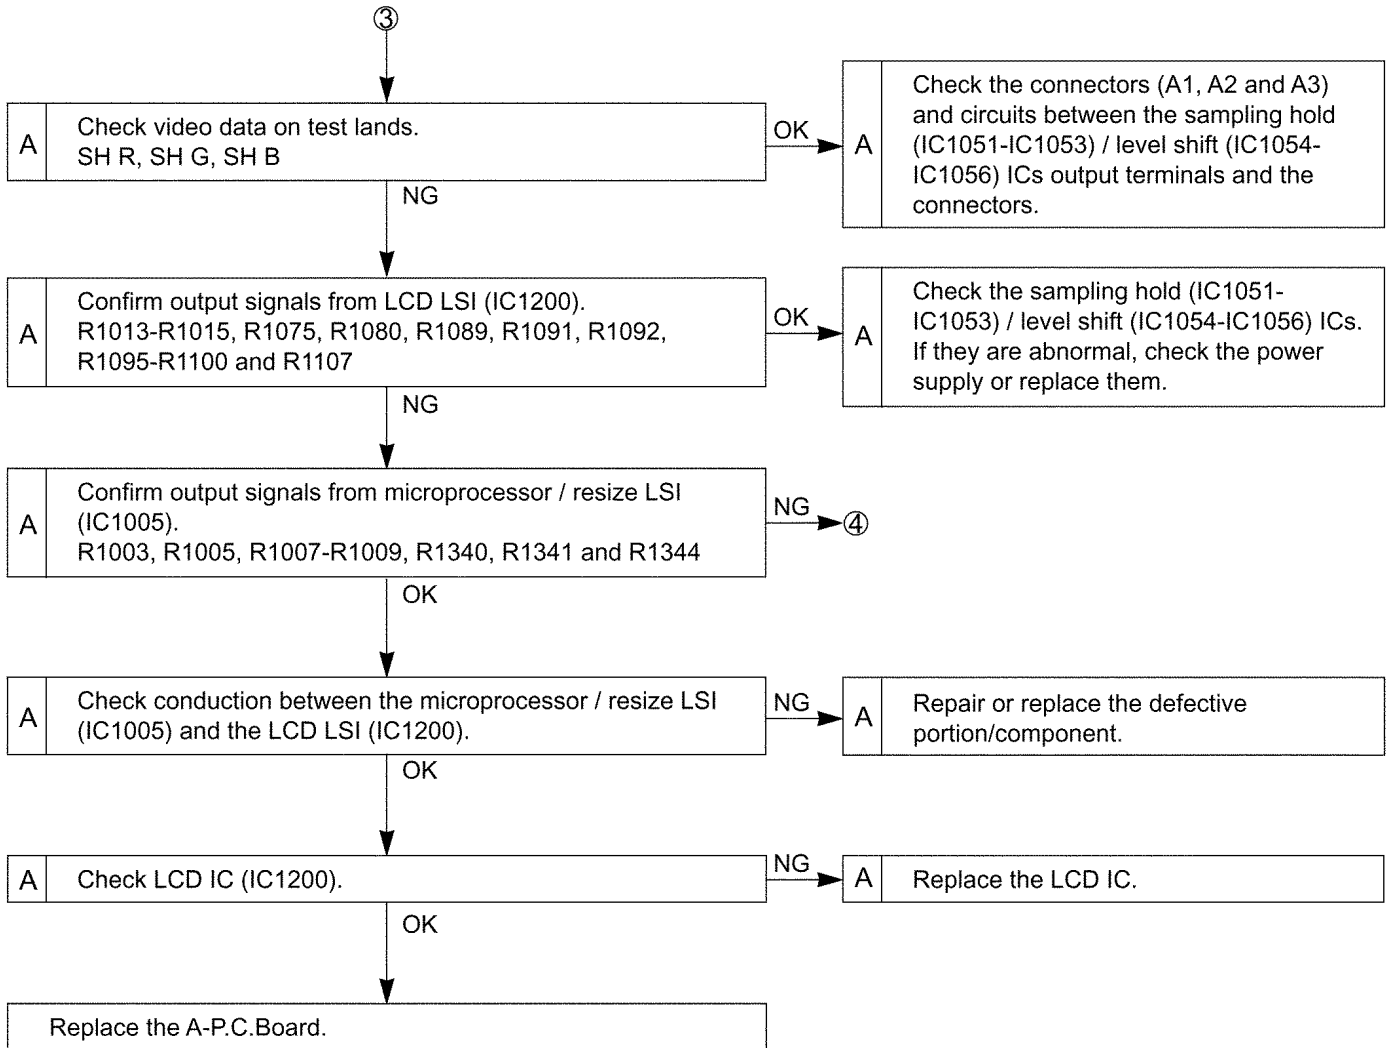 ③
A
Check video data on test lands.
SH R, SH G, SH B
OK
A
Check the connectors (A1, A2 and A3)
and circuits between the sampling hold
(IC1051-IC1053) / level shift (IC1054-
IC1056) ICs output terminals and the
connectors.
NG
A
Confirm output signals from LCD LSI (IC1200).
R1013-R1015, R1075, R1080, R1089, R1091, R1092,
R1095-R1100 and R1107
OK
A
Check the sampling hold (IC1051-
IC1053) / level shift (IC1054-IC1056) ICs.
If they are abnormal, check the power
supply or replace them.
NG
A
Confirm output signals from microprocessor / resize LSI
(IC1005).
R1003, R1005, R1007-R1009, R1340, R1341 and R1344
NG
④
OK
A
Check conduction between the microprocessor / resize LSI
(IC1005) and the LCD LSI (IC1200).
NG
A
Repair or replace the defective
portion/component.
OK
A
Check LCD IC (IC1200).
NG
A
Replace the LCD IC.
OK
Replace the A-P.C.Board.